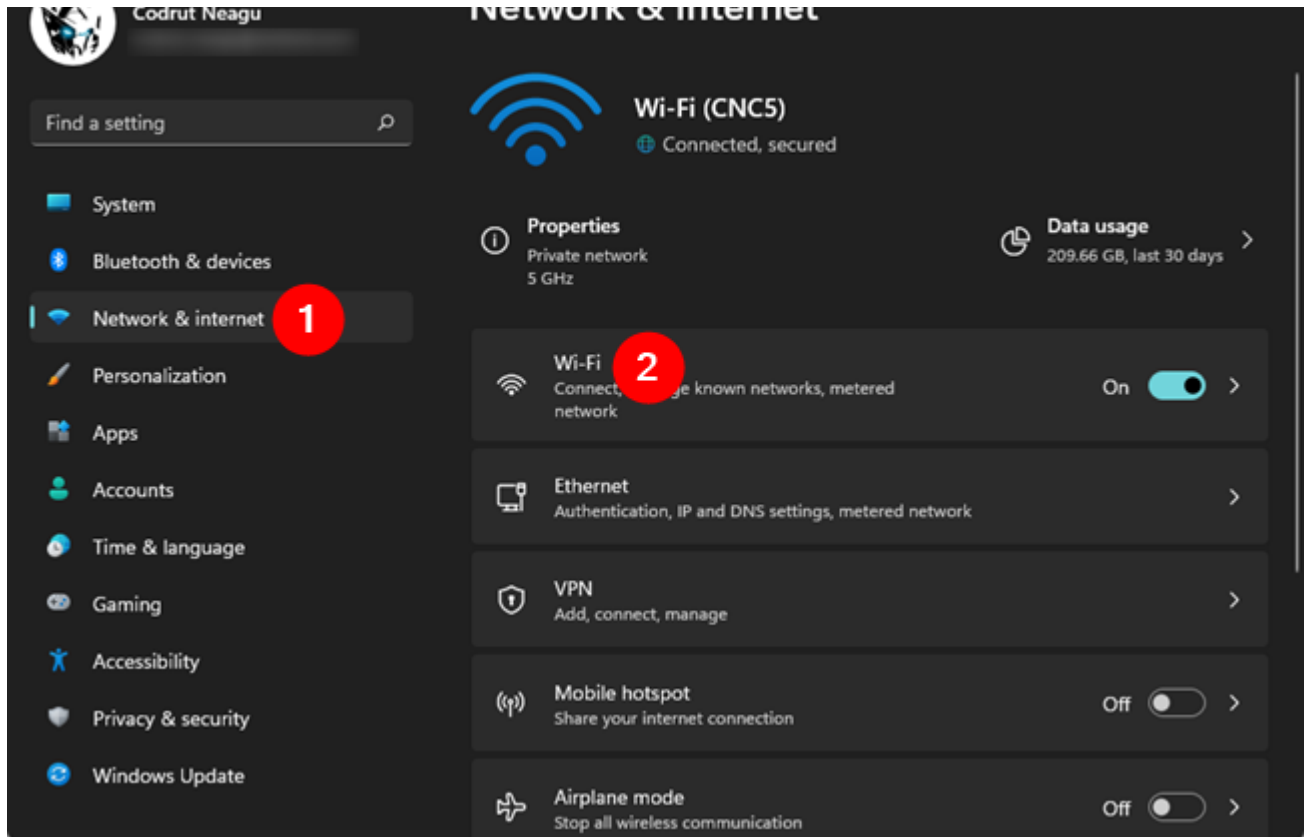 Codrut Neagu
Find a setting
System
Bluetooth & devices
Network & internet
1
Personalization
Apps
Accounts
Time & language
Gaming
Accessibility
Privacy & security
Windows Update
Network & internet
Wi-Fi (CNC5)
Connected, secured
Properties
Private network
5 GHz
Data usage
209.66 GB, last 30 days
Wi-Fi
2
Connect, known networks, metered
network
On
Ethernet
Authentication, IP and DNS settings, metered network
VPN
Add, connect, manage
Mobile hotspot
Share your internet connection
Off
Airplane mode
Stop all wireless communication
Off